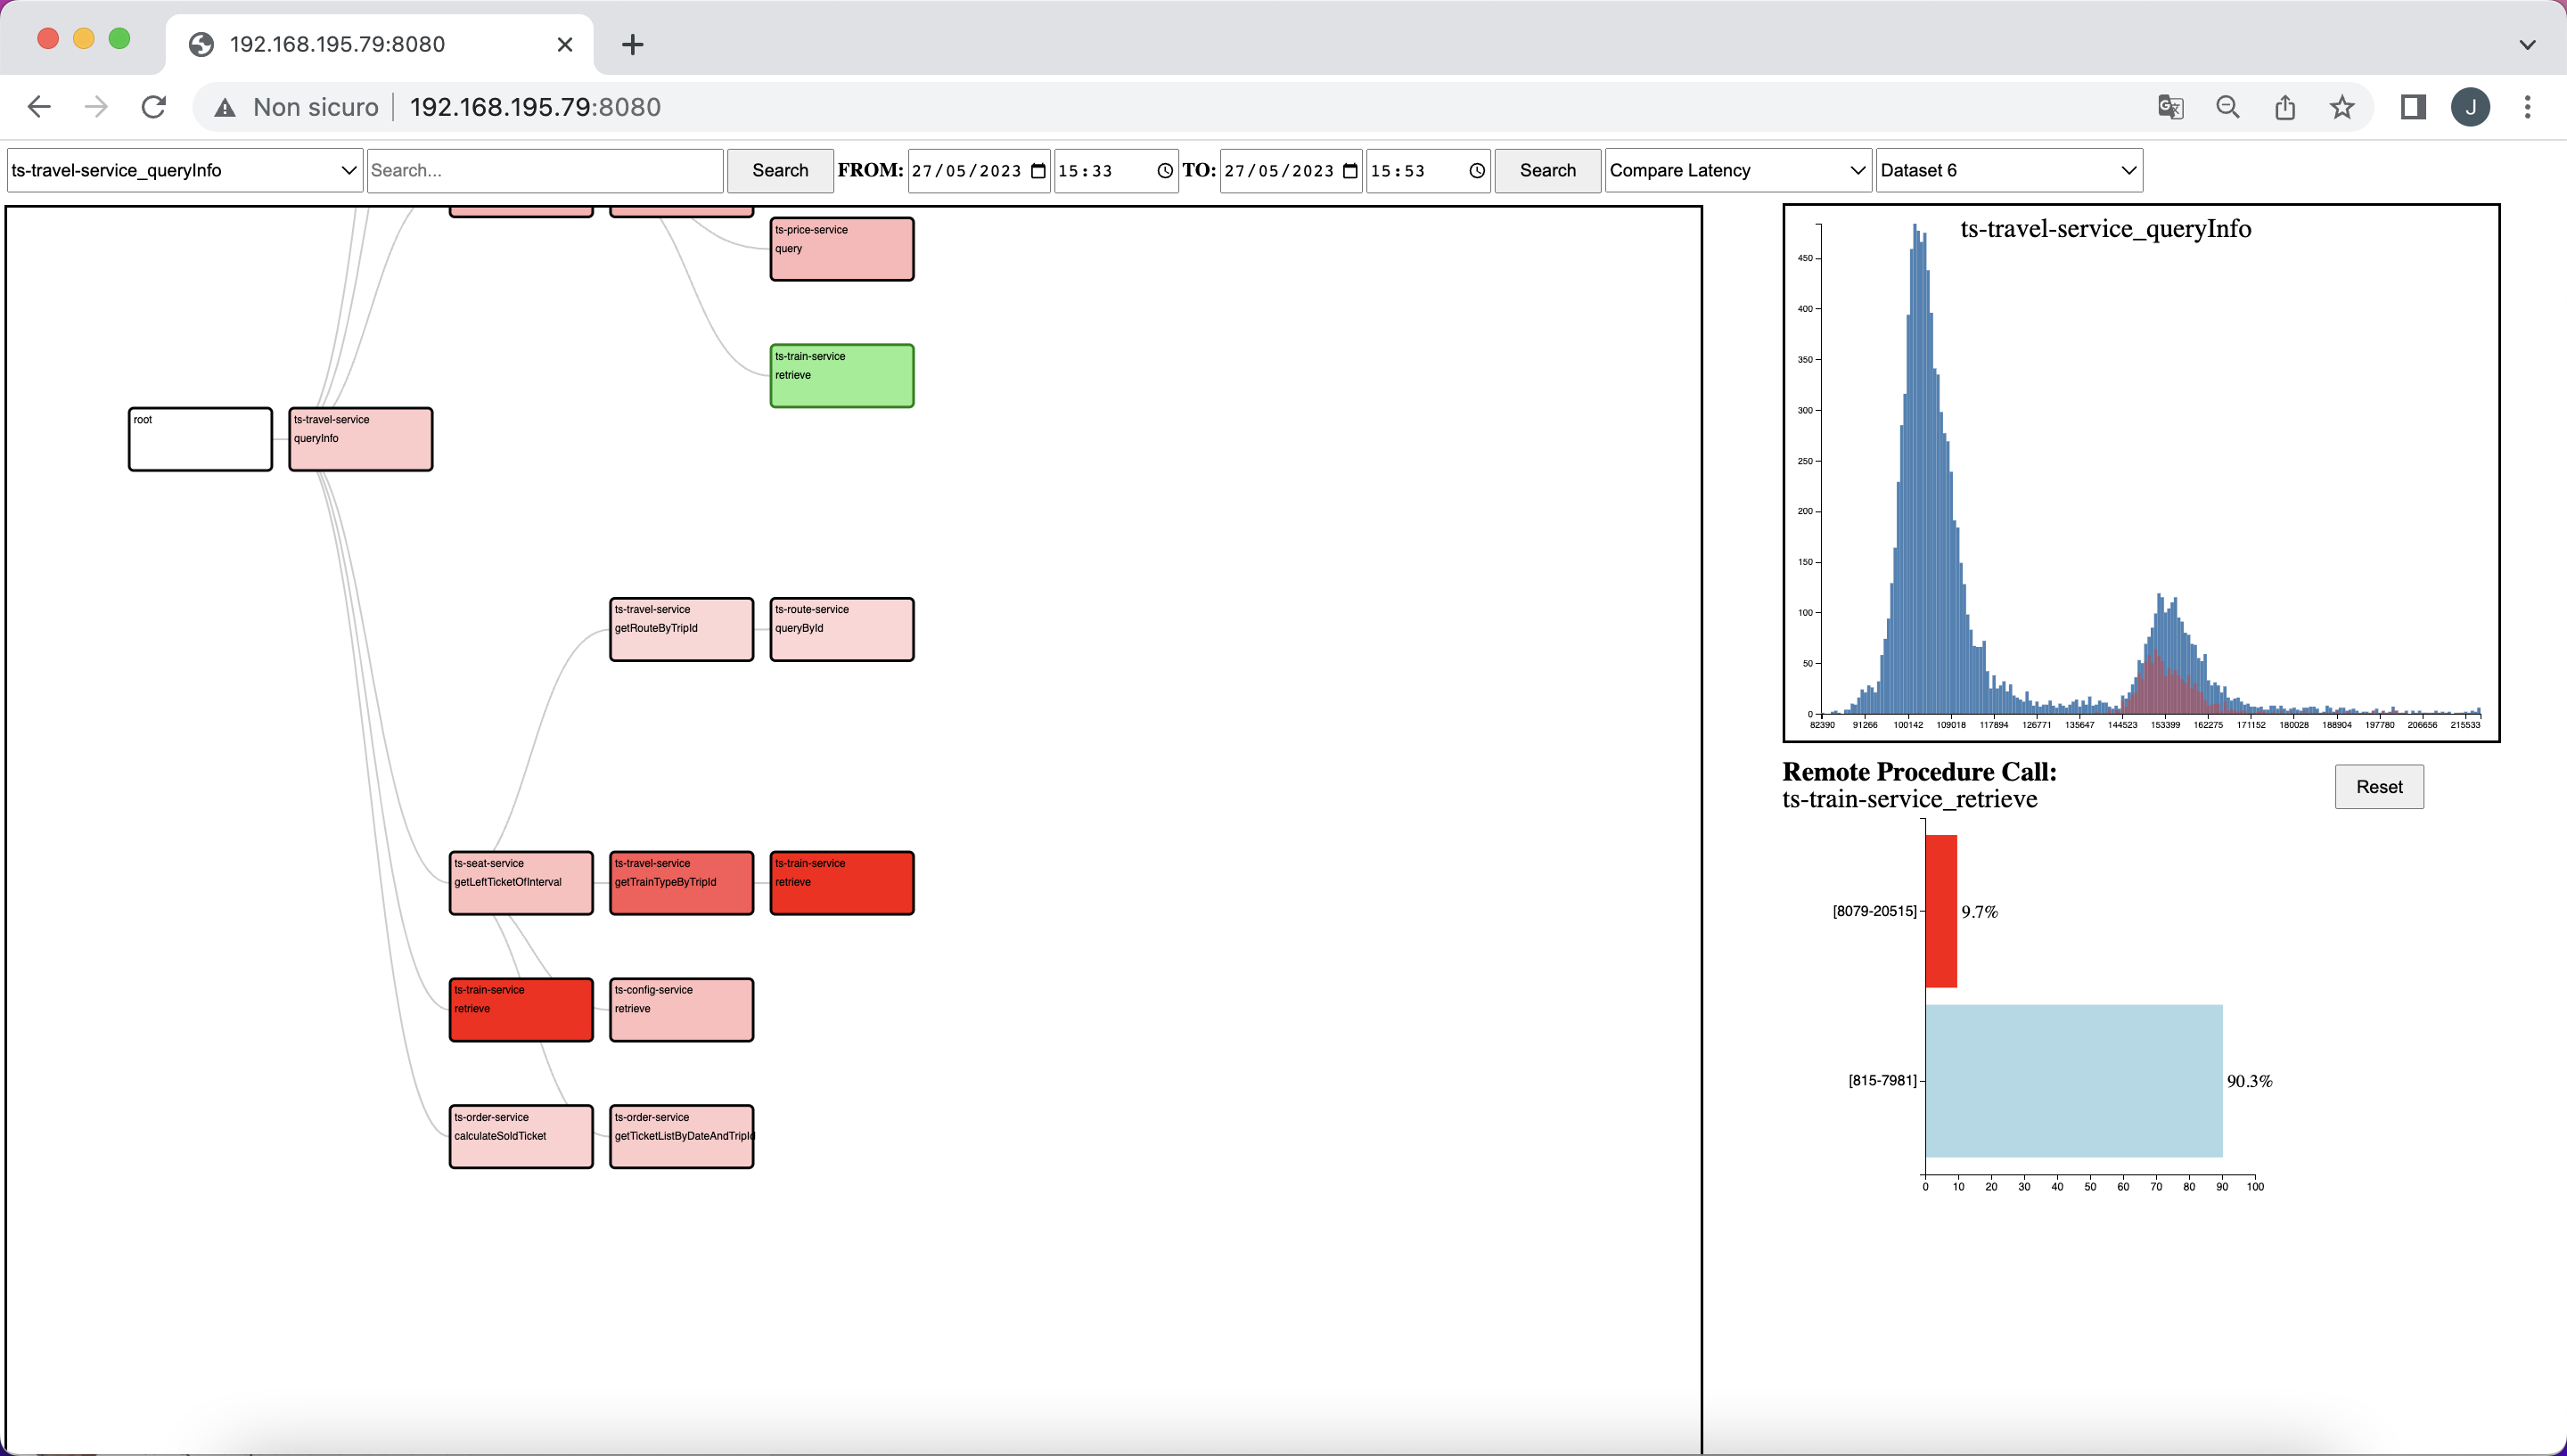 192.168.195.79:8080
Non sicuro 192.168.195.79:8080
J
ts-travel-service_queryInfo Search... Search FROM: 27/05/2023 15:33 TO: 27/05/2023 15:53 Search Compare Latency Dataset 6
ts-price-service
query
ts-train-service
retrieve
root
ts-travel-service
queryInfo
ts-travel-service
getRouteByTripId
ts-route-service
queryById
ts-seat-service
getLeftTicketOfInterval
ts-travel-service
getTrainTypeByTripId
ts-train-service
retrieve
ts-train-service
retrieve
ts-config-service
retrieve
ts-order-service
calculateSoldTicket
ts-order-service
getTicketListByDateAndTripId
ts-travel-service_queryInfo
450
400
350
300
250
200
150
100
50
0
82390 91266 100142 109018 117894 126771 135647 144523 153399 162275 171152 180028 188904 197780 206656 215533
Remote Procedure Call:
ts-train-service_retrieve
Reset
[8079-20515] 9.7%
[815-7981] 90.3%
0 10 20 30 40 50 60 70 80 90 100